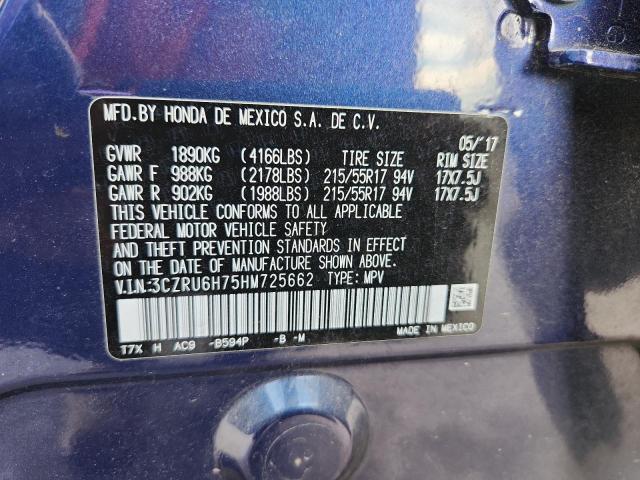 MFD.BY HONDA DE MEXICO S.A. DE C.V.
05/'17
GVWR 1890KG (4166LBS) TIRE SIZE RIM SIZE
GAWR F 988KG (2178LBS) 215/55R17 94V 17X7.5J
GAWR R 902KG (1988LBS) 215/55R17 94V 17X7.5J
THIS VEHICLE CONFORMS TO ALL APPLICABLE
FEDERAL MOTOR VEHICLE SAFETY
AND THEFT PREVENTION STANDARDS IN EFFECT
ON THE DATE OF MANUFACTURE SHOWN ABOVE.
V.I.N.:3CZRU6H75HM725662 TYPE:MPV
T7X H AC9 -B594P -B -M
MADE IN MEXICO